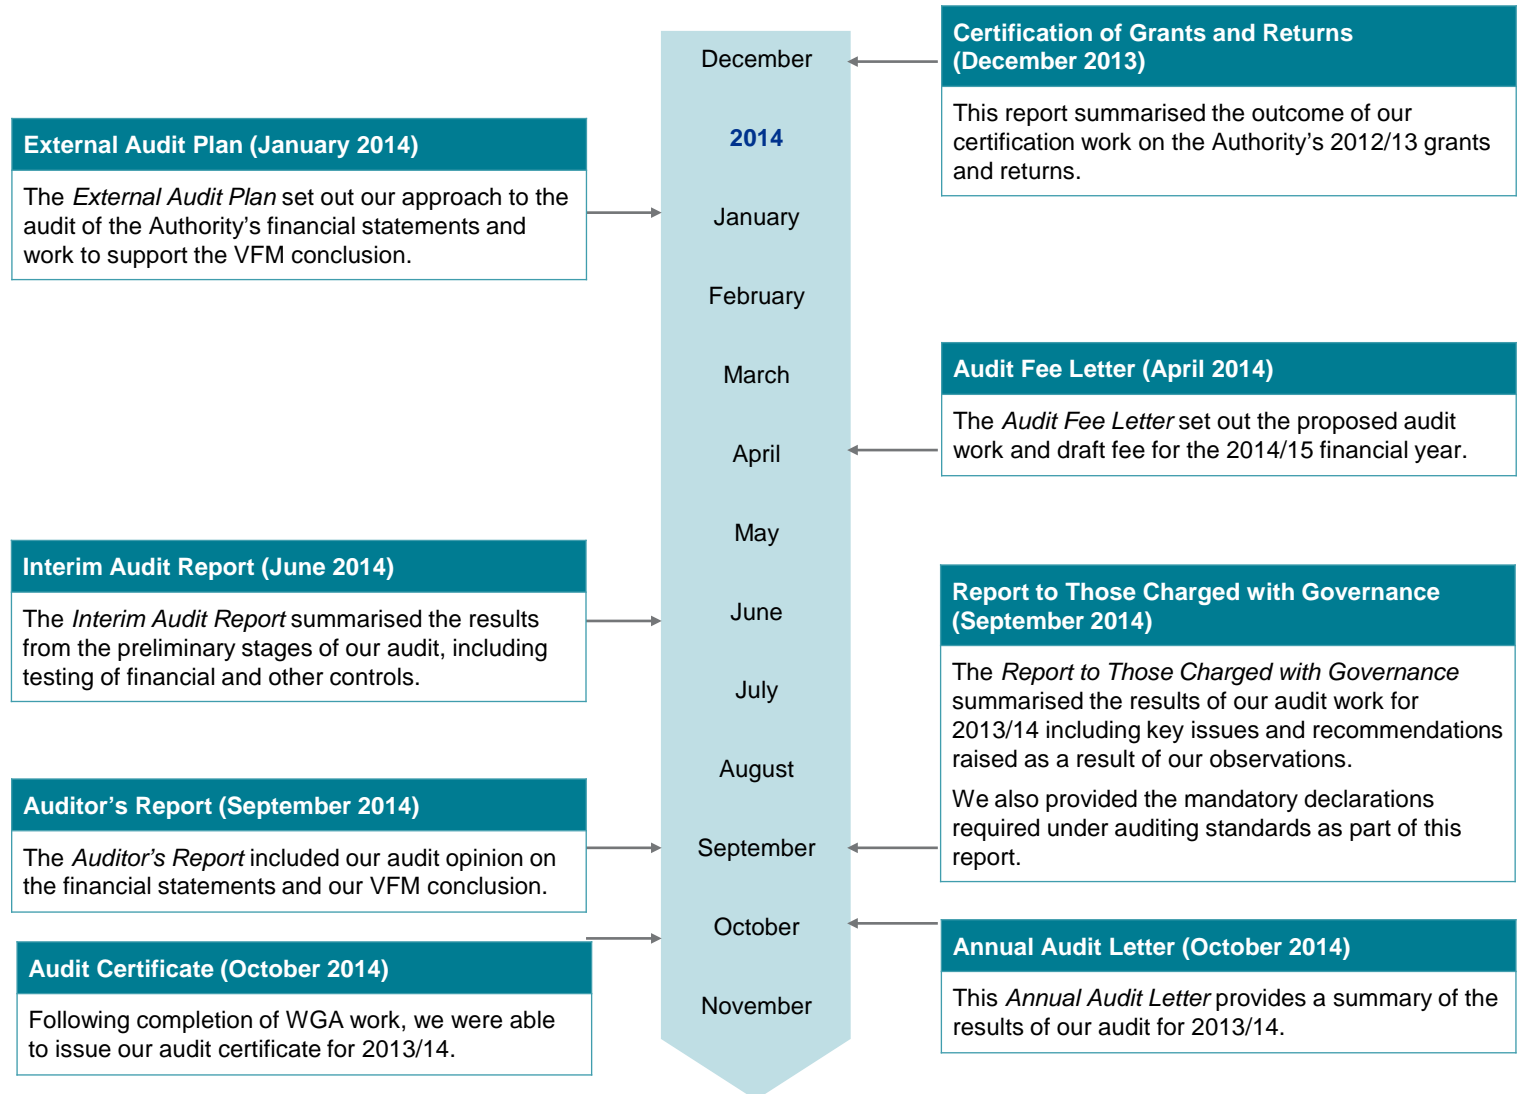 Certification of Grants and Returns
(December 2013)
This report summarised the outcome of our
certification work on the Authority’s 2012/13 grants
and returns.
External Audit Plan (January 2014)
The External Audit Plan set out our approach to the
audit of the Authority’s financial statements and
work to support the VFM conclusion.
Audit Fee Letter (April 2014)
The Audit Fee Letter set out the proposed audit
work and draft fee for the 2014/15 financial year.
Interim Audit Report (June 2014)
The Interim Audit Report summarised the results
from the preliminary stages of our audit, including
testing of financial and other controls.
Report to Those Charged with Governance
(September 2014)
The Report to Those Charged with Governance
summarised the results of our audit work for
2013/14 including key issues and recommendations
raised as a result of our observations.
We also provided the mandatory declarations
required under auditing standards as part of this
report.
Auditor’s Report (September 2014)
The Auditor’s Report included our audit opinion on
the financial statements and our VFM conclusion.
Audit Certificate (October 2014)
Following completion of WGA work, we were able
to issue our audit certificate for 2013/14.
Annual Audit Letter (October 2014)
This Annual Audit Letter provides a summary of the
results of our audit for 2013/14.
December
2014
January
February
March
April
May
June
July
August
September
October
November